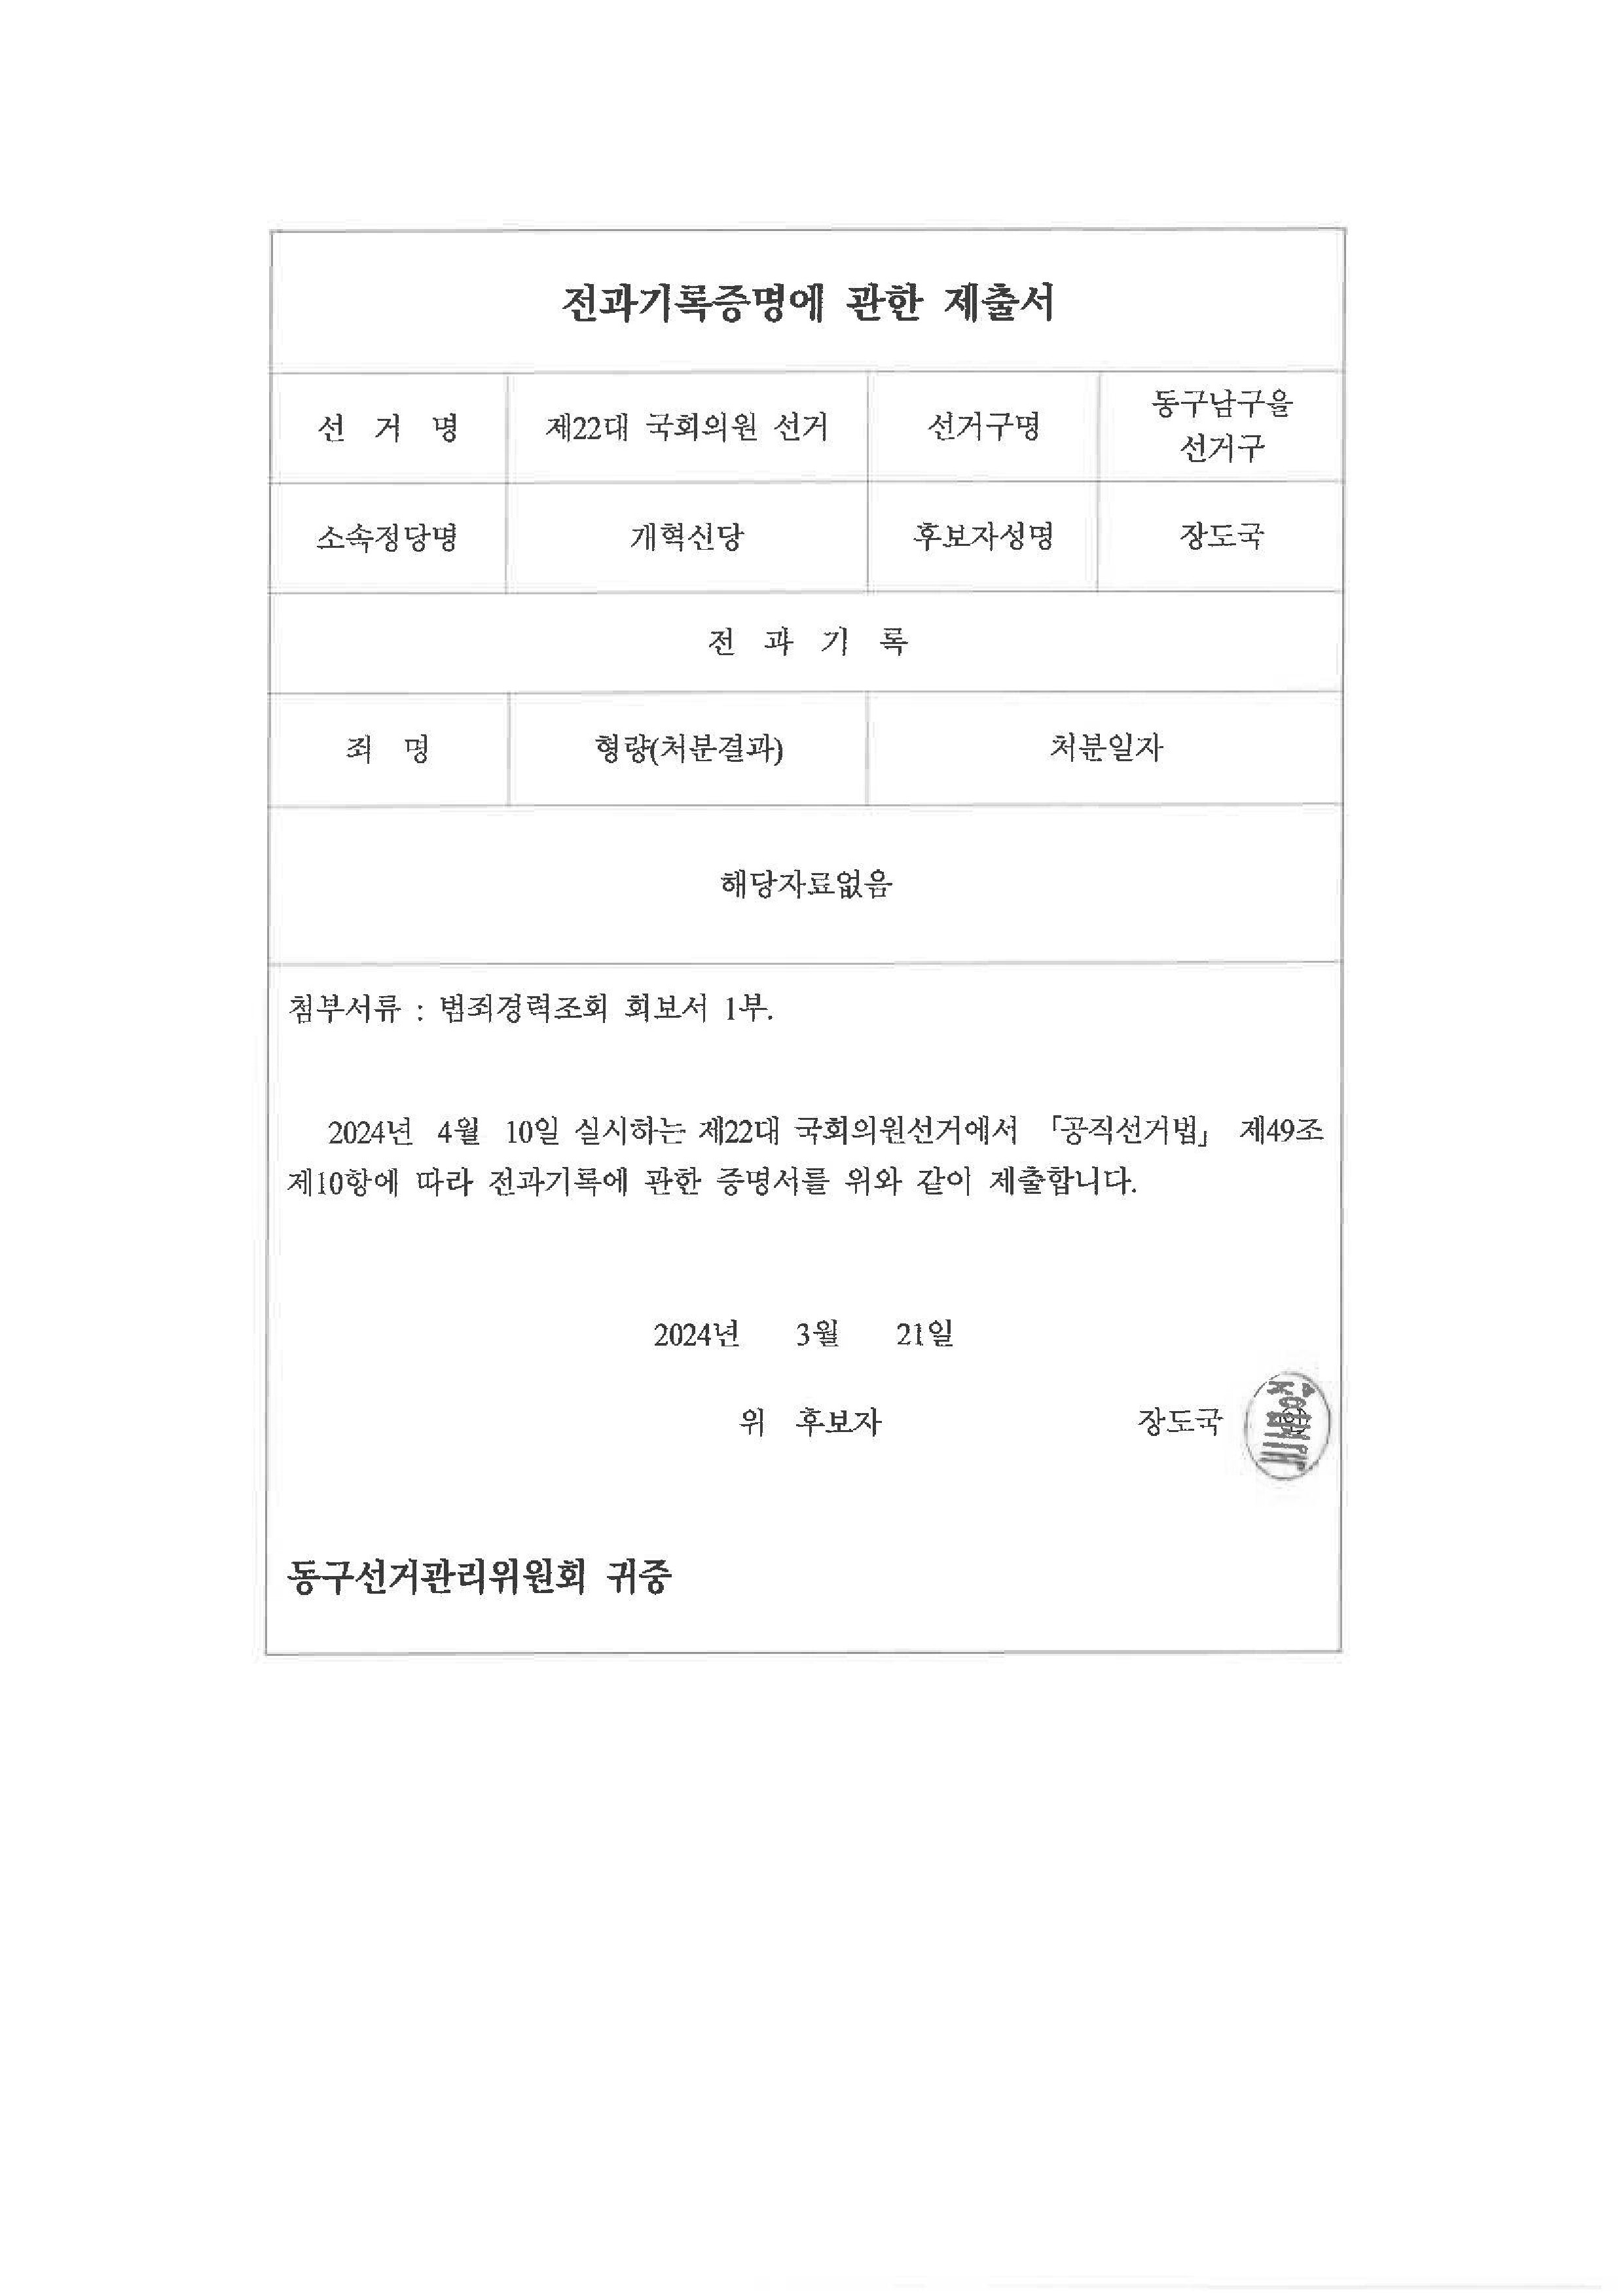 전과기록증명에 관한 제출서
선 거 명 제22대 국회의원 선거 선거구명 동구남구을
선거구
소속정당명 개혁신당 후보자성명 장도국
전 과 기 록
죄 명 형량(처분결과) 처분일자
해당자료없음
첨부서류 : 범죄경력조회 회보서 1부.
2024년 4월 10일 실시하는 제22대 국회의원선거에서 「공직선거법」 제49조
제10항에 따라 전과기록에 관한 증명서를 위와 같이 제출합니다.
2024년 3월 21일
위 후보자 장도국
동구선거관리위원회 귀중